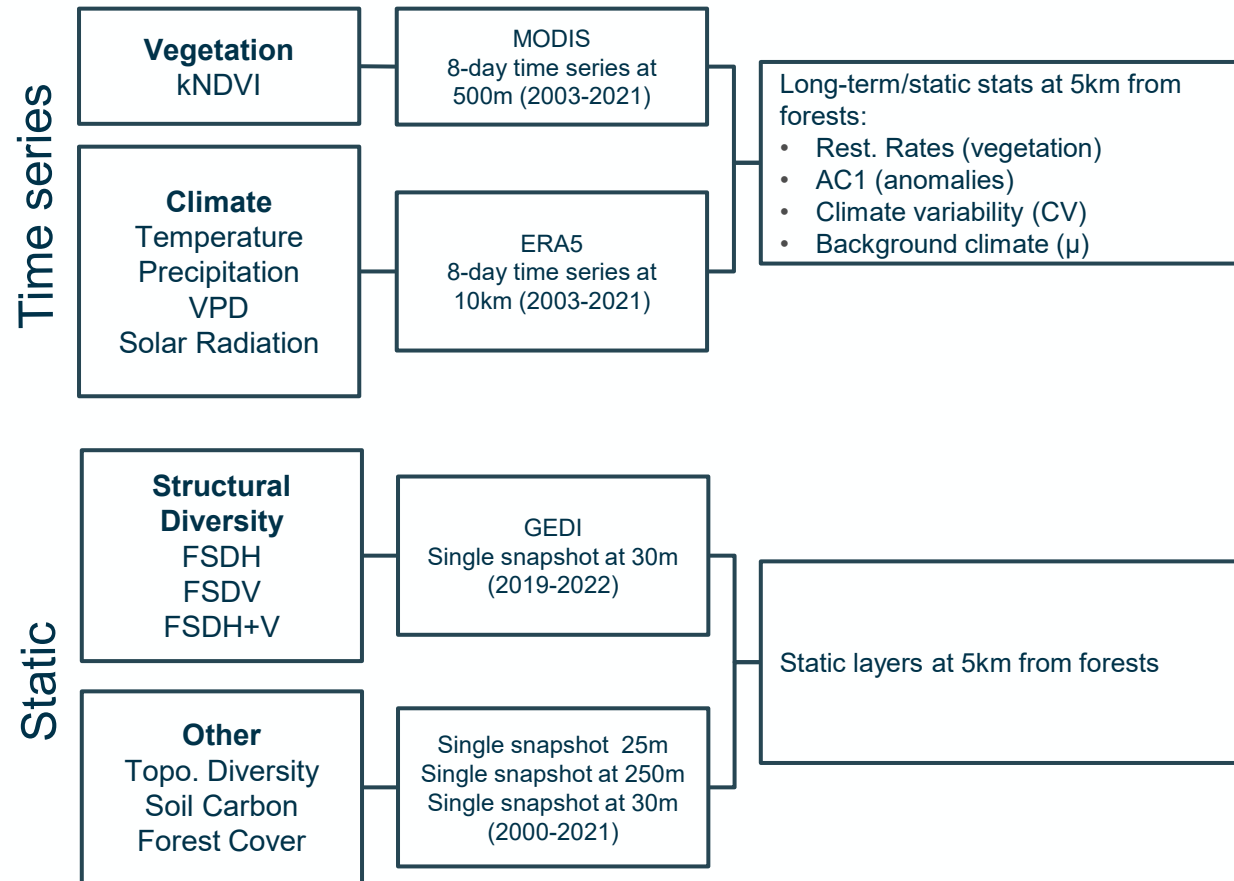 Time series
Vegetation
kNDVI
MODIS
8-day time series at
500m (2003-2021)
Climate
Temperature
Precipitation
VPD
Solar Radiation
ERA5
8-day time series at
10km (2003-2021)
Long-term/static stats at 5km from
forests:
• Rest. Rates (vegetation)
• AC1 (anomalies)
• Climate variability (CV)
• Background climate (µ)
Static
Structural
Diversity
FSDH
FSDV
FSDH+V
GEDI
Single snapshot at 30m
(2019-2022)
Other
Topo. Diversity
Soil Carbon
Forest Cover
Single snapshot 25m
Single snapshot at 250m
Single snapshot at 30m
(2000-2021)
Static layers at 5km from forests